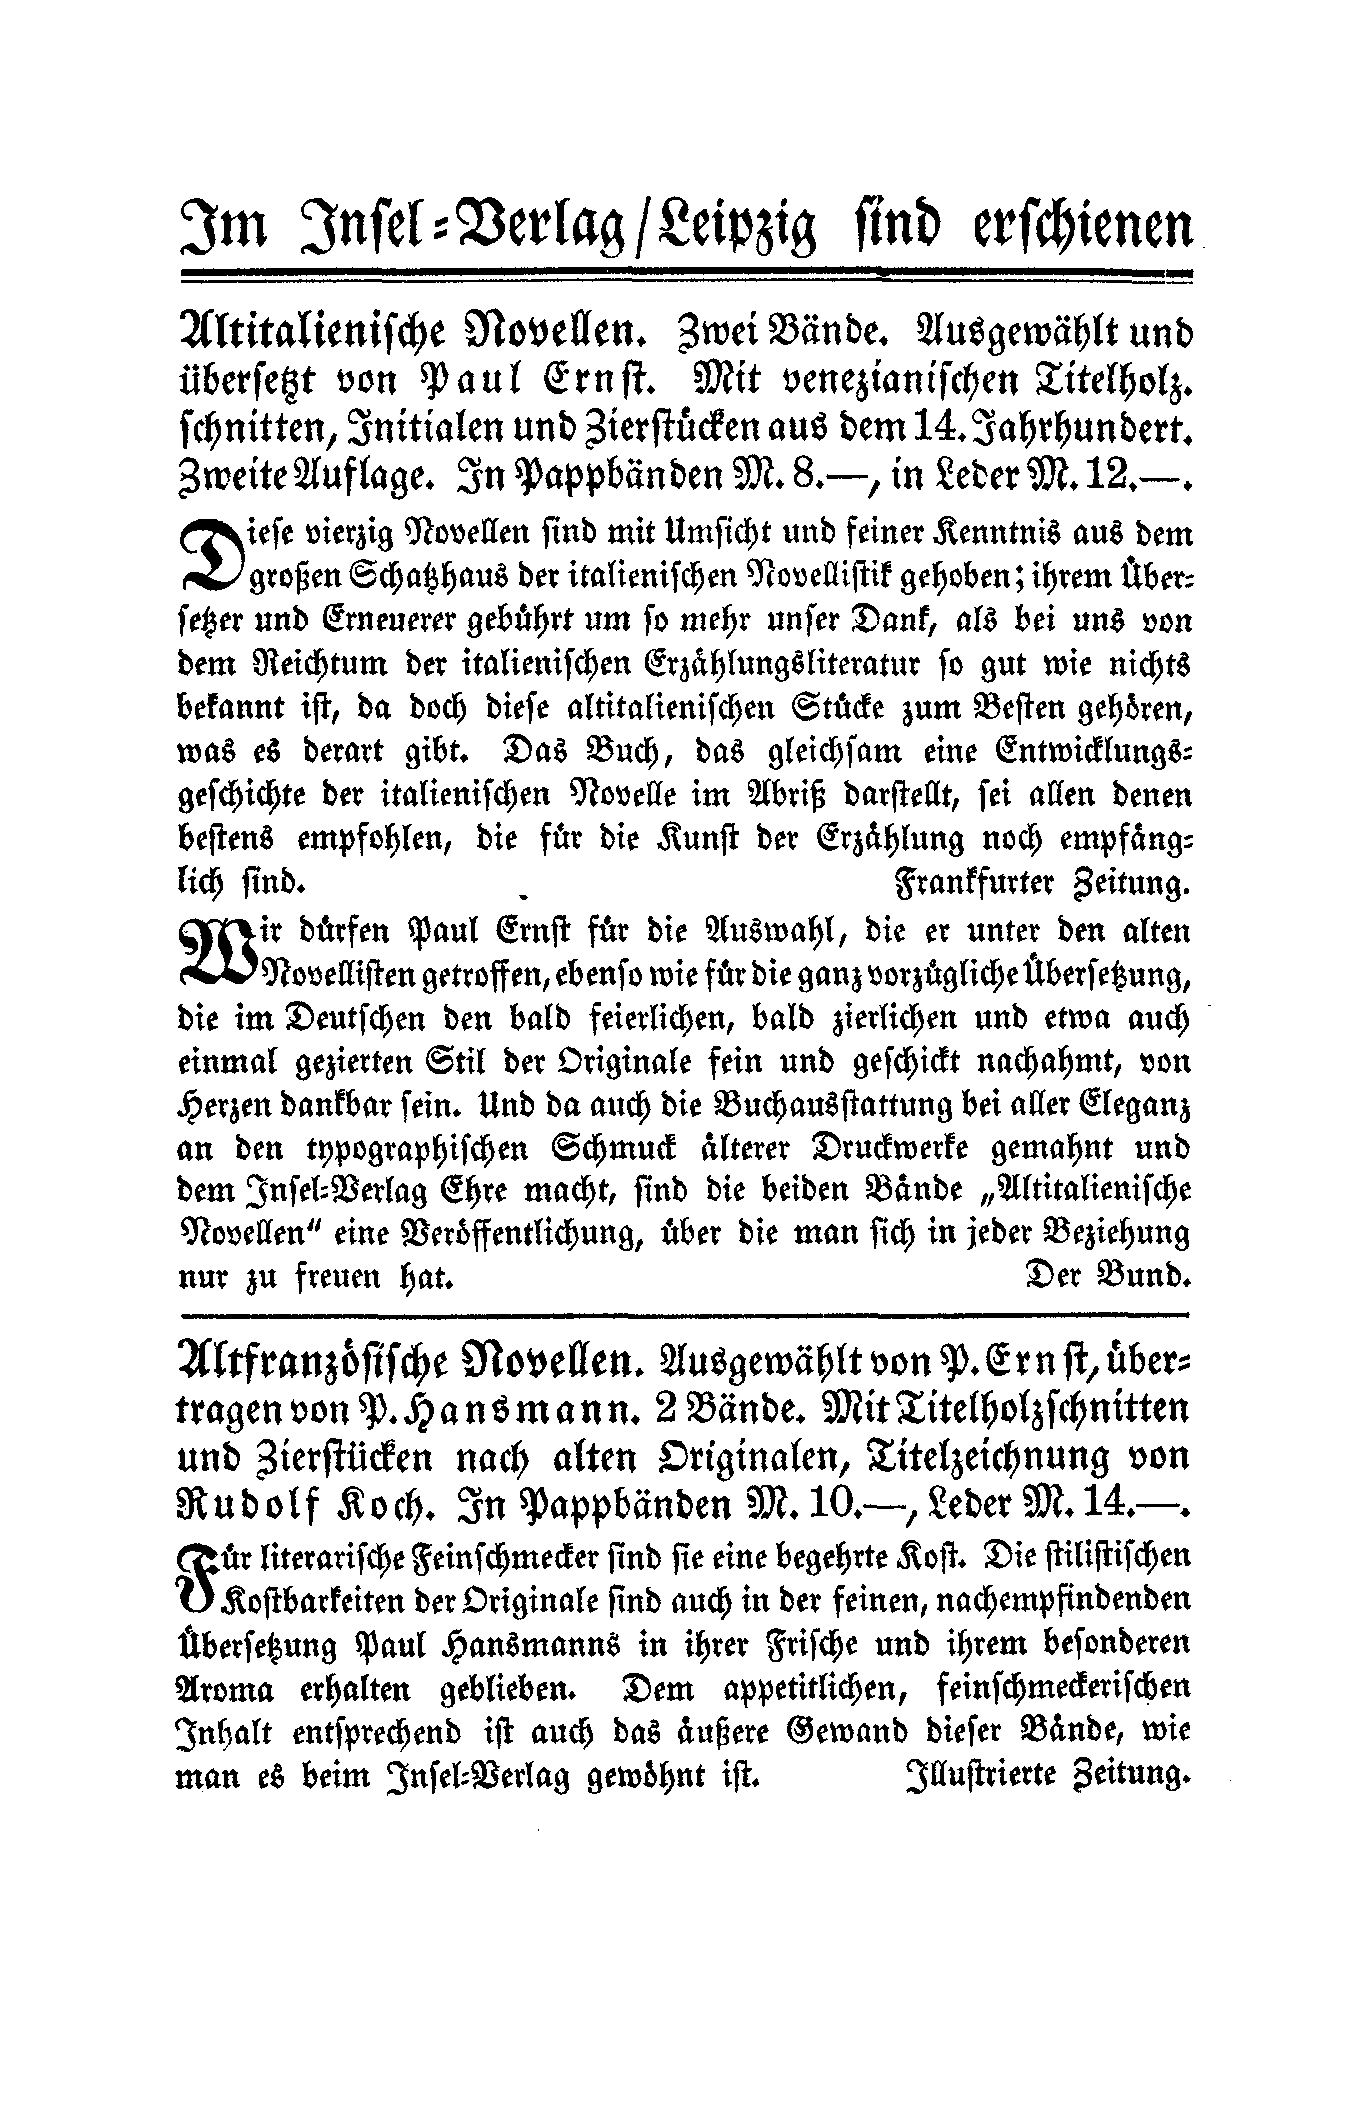 Im Inſel-Verlag/Leipzig ſind erſchienen
Altitalieniſche Novellen. Zwei Bände. Ausgewählt und
überſetzt von Paul Ernſt. Mit venezianiſchen Titelholz.
ſchnitten, Initialen und Zierſtücken aus dem 14. Jahrhundert.
Zweite Auflage. In Pappbänden M. 8.—, in Leder M. 12.—.
Dieſe vierzig Novellen ſind mit Umſicht und feiner Kenntnis aus dem
großen Schatzhaus der italieniſchen Novelliſtik gehoben; ihrem Über-
ſetzer und Erneuerer gebührt um ſo mehr unſer Dank, als bei uns von
dem Reichtum der italieniſchen Erzählungsliteratur ſo gut wie nichts
bekannt iſt, da doch dieſe altitalieniſchen Stücke zum Beſten gehören,
was es derart gibt. Das Buch, das gleichſam eine Entwicklungs-
geſchichte der italieniſchen Novelle im Abriß darſtellt, ſei allen denen
beſtens empfohlen, die für die Kunſt der Erzählung noch empfäng-
lich ſind. Frankfurter Zeitung.
Wir dürfen Paul Ernſt für die Auswahl, die er unter den alten
Novelliſten getroffen, ebenſo wie für die ganz vorzügliche Überſetzung,
die im Deutſchen den bald feierlichen, bald zierlichen und etwa auch
einmal gezierten Stil der Originale fein und geſchickt nachahmt, von
Herzen dankbar ſein. Und da auch die Buchausſtattung bei aller Eleganz
an den typographiſchen Schmuck älterer Druckwerke gemahnt und
dem Inſel-Verlag Ehre macht, ſind die beiden Bände „Altitalieniſche
Novellen“ eine Veröffentlichung, über die man ſich in jeder Beziehung
nur zu freuen hat. Der Bund.
Altfranzöſiſche Novellen. Ausgewählt von P. Ernſt, über-
tragen von P. Hansmann. 2 Bände. Mit Titelholzſchnitten
und Zierſtücken nach alten Originalen, Titelzeichnung von
Rudolf Koch. In Pappbänden M. 10.—, Leder M. 14.—.
Für literariſche Feinſchmecker ſind ſie eine begehrte Koſt. Die ſtiliſtiſchen
Koſtbarkeiten der Originale ſind auch in der feinen, nachempfindenden
Überſetzung Paul Hansmanns in ihrer Friſche und ihrem beſonderen
Aroma erhalten geblieben. Dem appetitlichen, feinſchmeckeriſchen
Inhalt entſprechend iſt auch das äußere Gewand dieſer Bände, wie
man es beim Inſel-Verlag gewöhnt iſt. Illuſtrierte Zeitung.